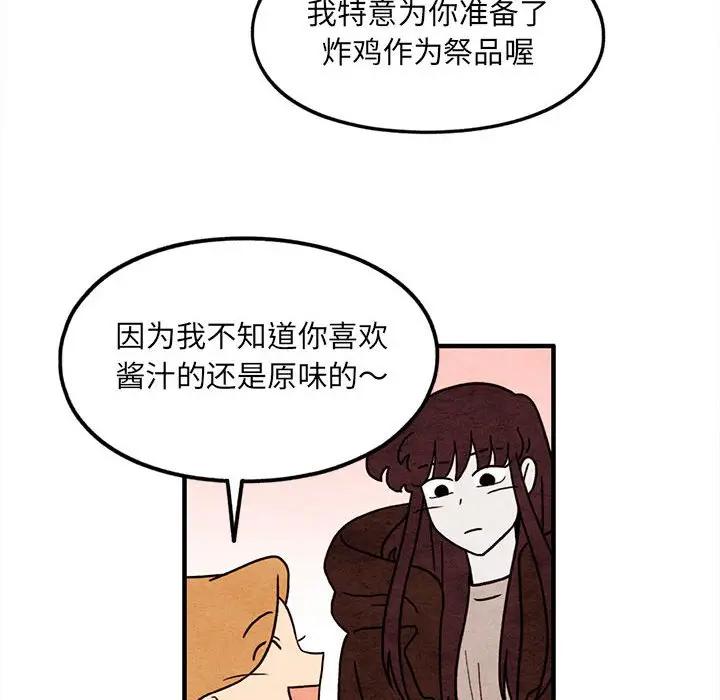 我特意为你准备了
炸鸡作为祭品喔
因为我不知道你喜欢
酱汁的还是原味的～